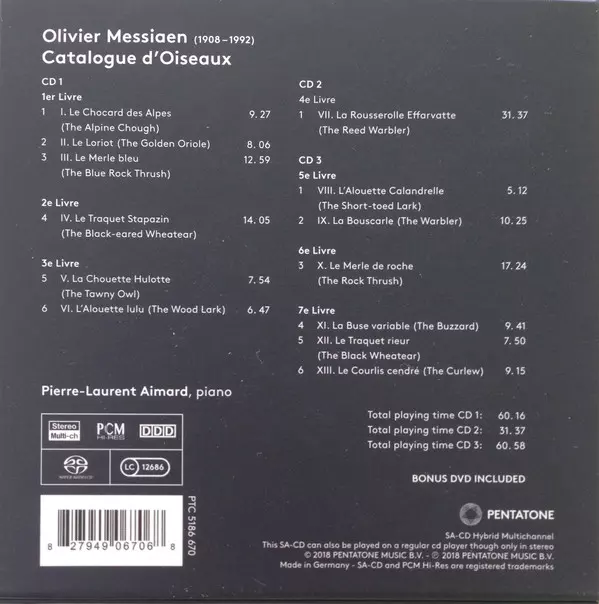 Olivier Messiaen (1908–1992)
Catalogue d'Oiseaux
CD 1
1er Livre
1 I. Le Chocard des Alpes 9.27
(The Alpine Chough)
2 II. Le Loriot (The Golden Oriole) 8.06
3 III. Le Merle bleu 12.59
(The Blue Rock Thrush)
2e Livre
4 IV. Le Traquet Stapazin 14.05
(The Black-eared Wheatear)
3e Livre
5 V. La Chouette Hulotte 7.54
(The Tawny Owl)
6 VI. L'Alouette lulu (The Wood Lark) 6.47
CD 2
4e Livre
1 VII. La Rousserolle Effarvatte 31.37
(The Reed Warbler)
CD 3
5e Livre
1 VIII. L'Alouette Calandrelle 5.12
(The Short-toed Lark)
2 IX. La Bouscarle (The Warbler) 10.25
6e Livre
3 X. Le Merle de roche 17.24
(The Rock Thrush)
7e Livre
4 XI. La Buse variable (The Buzzard) 9.41
5 XII. Le Traquet rieur 7.50
(The Black Wheatear)
6 XIII. Le Courlis cendré (The Curlew) 9.15
Pierre-Laurent Aimard, piano
Total playing time CD 1: 60.16
Total playing time CD 2: 31.37
Total playing time CD 3: 60.58
BONUS DVD INCLUDED
Stereo
Multi-ch
PCM
HI-RES
DDD
SUPER AUDIO CD
LC 12686
PTC 5186 670
8 27949 06706 8
PENTATONE
SA-CD Hybrid Multichannel
This SA-CD can also be played on a regular cd player though only in stereo
© 2018 PENTATONE MUSIC B.V. - ℗ 2018 PENTATONE MUSIC B.V.
Made in Germany - SA-CD and PCM Hi-Res are registered trademarks